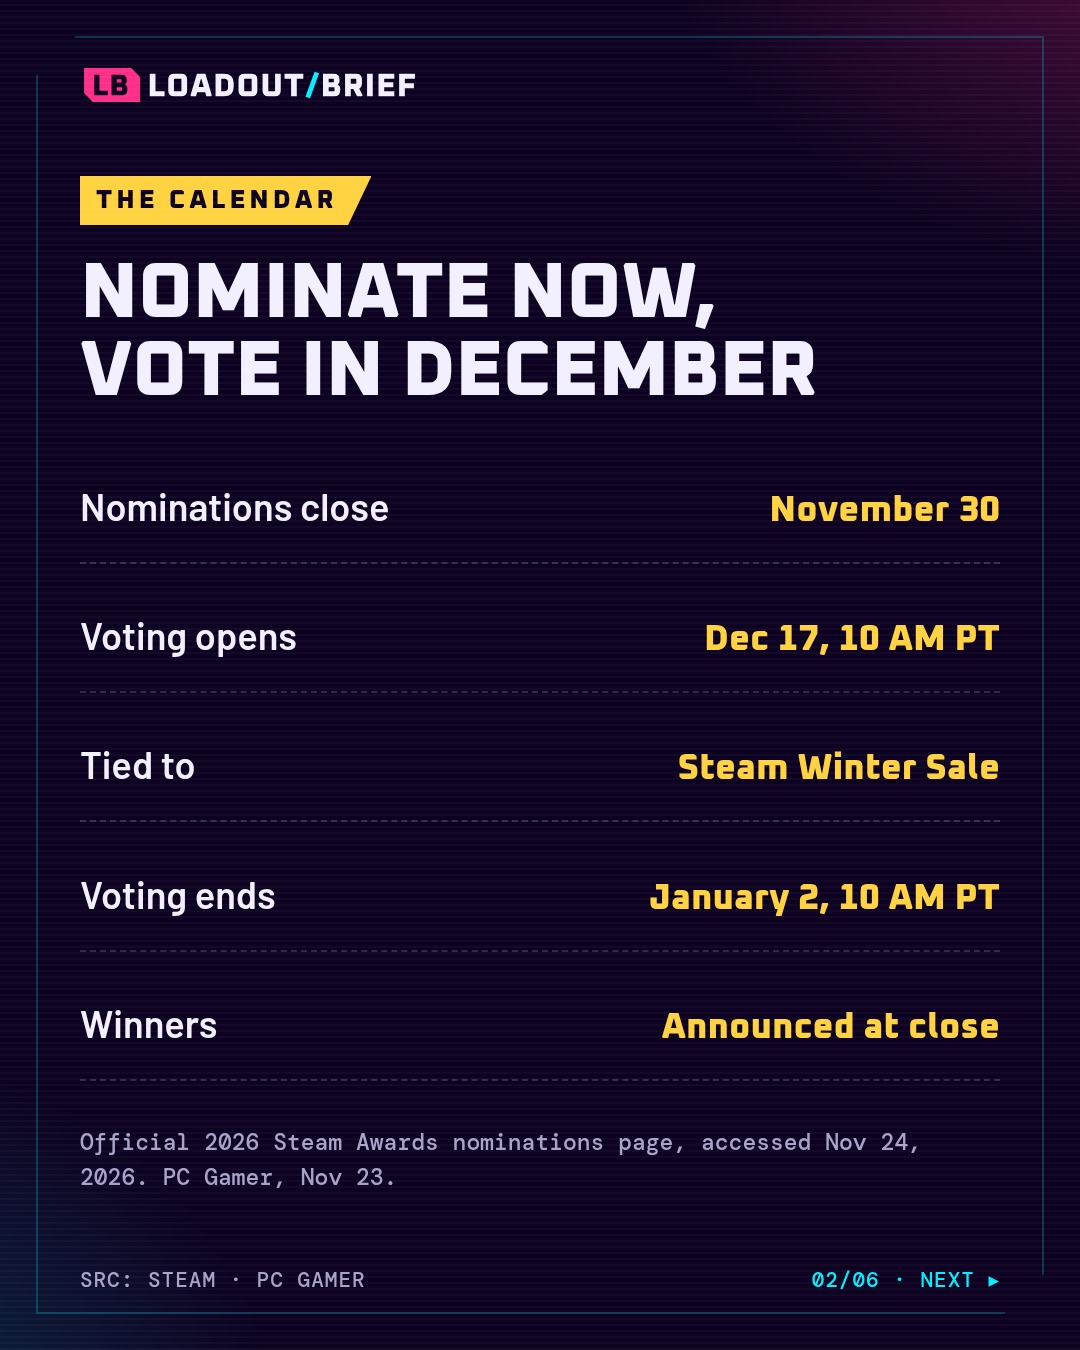 LB LOADOUT/BRIEF
THE CALENDAR
NOMINATE NOW,
VOTE IN DECEMBER
Nominations close November 30
Voting opens Dec 17, 10 AM PT
Tied to Steam Winter Sale
Voting ends January 2, 10 AM PT
Winners Announced at close
Official 2026 Steam Awards nominations page, accessed Nov 24,
2026. PC Gamer, Nov 23.
SRC: STEAM · PC GAMER 02/06 · NEXT ▸